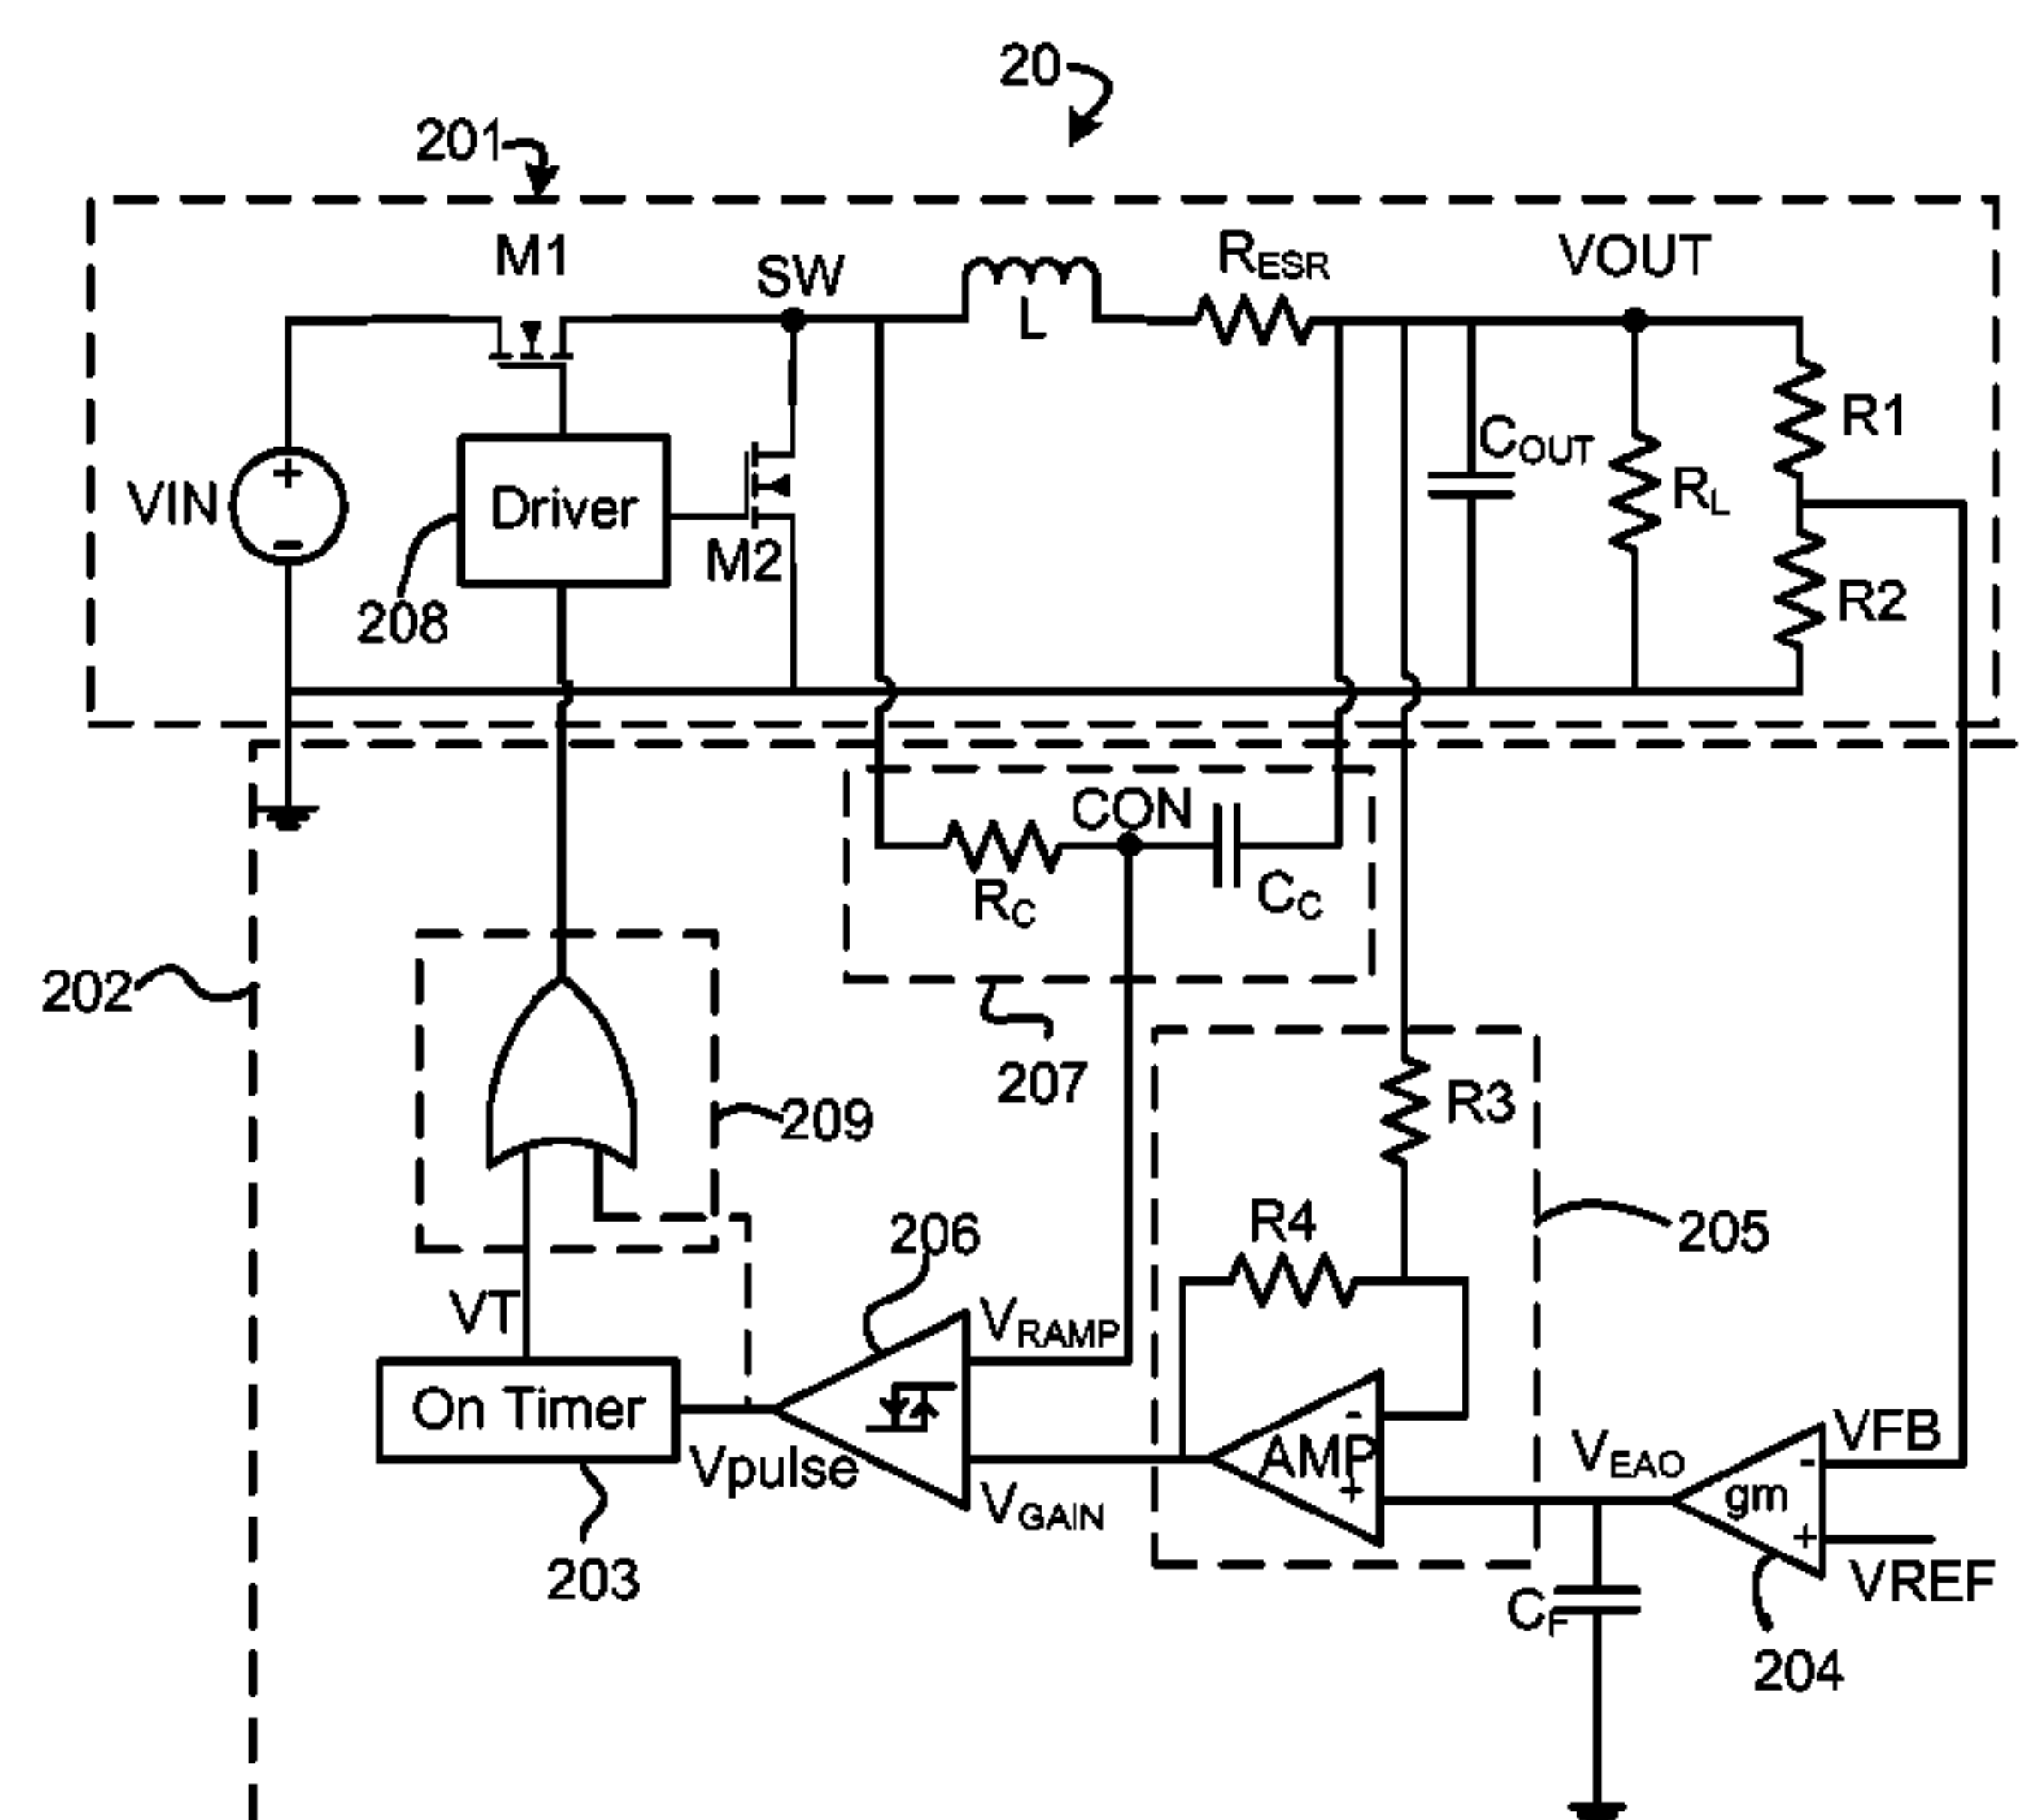 20
201
M1
SW
L
RESR
VOUT
VIN
+
-
Driver
M2
208
COUT
RL
R1
R2
CON
RC
CC
207
202
209
R3
R4
205
206
VT
VRAMP
On Timer
Vpulse
VGAIN
203
-
AMP
+
VEAO
VFB
-
gm
+
VREF
CF
204